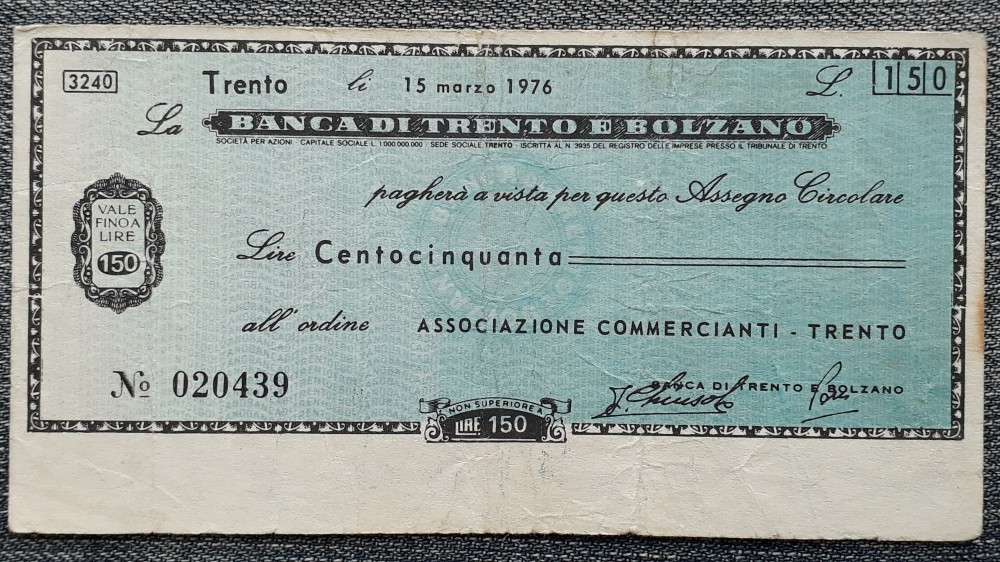 3240 Trento li 15 marzo 1976 L. 150
La BANCA DI TRENTO E BOLZANO
SOCIETÀ PER AZIONI - CAPITALE SOCIALE L. 1.000.000.000 - SEDE SOCIALE TRENTO - ISCRITTA AL N. 3935 DEL REGISTRO DELLE IMPRESE PRESSO IL TRIBUNALE DI TRENTO
pagherà a vista per questo Assegno Circolare
VALE
FINO A
LIRE
150
Lire Centocinquanta
all'ordine ASSOCIAZIONE COMMERCIANTI - TRENTO
No 020439
BANCA DI TRENTO E BOLZANO
NON SUPERIORE A
LIRE 150